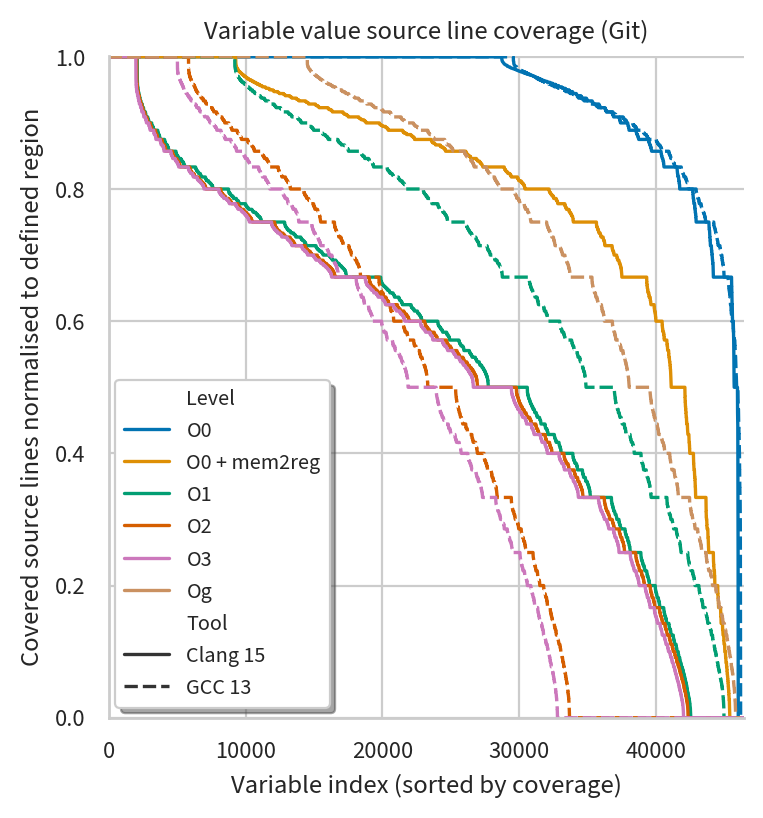 Variable value source line coverage (Git)
Covered source lines normalised to defined region
1.0
0.8
0.6
0.4
0.2
0.0
Level
O0
O0 + mem2reg
O1
O2
O3
Og
Tool
Clang 15
GCC 13
0
10000
20000
30000
40000
Variable index (sorted by coverage)